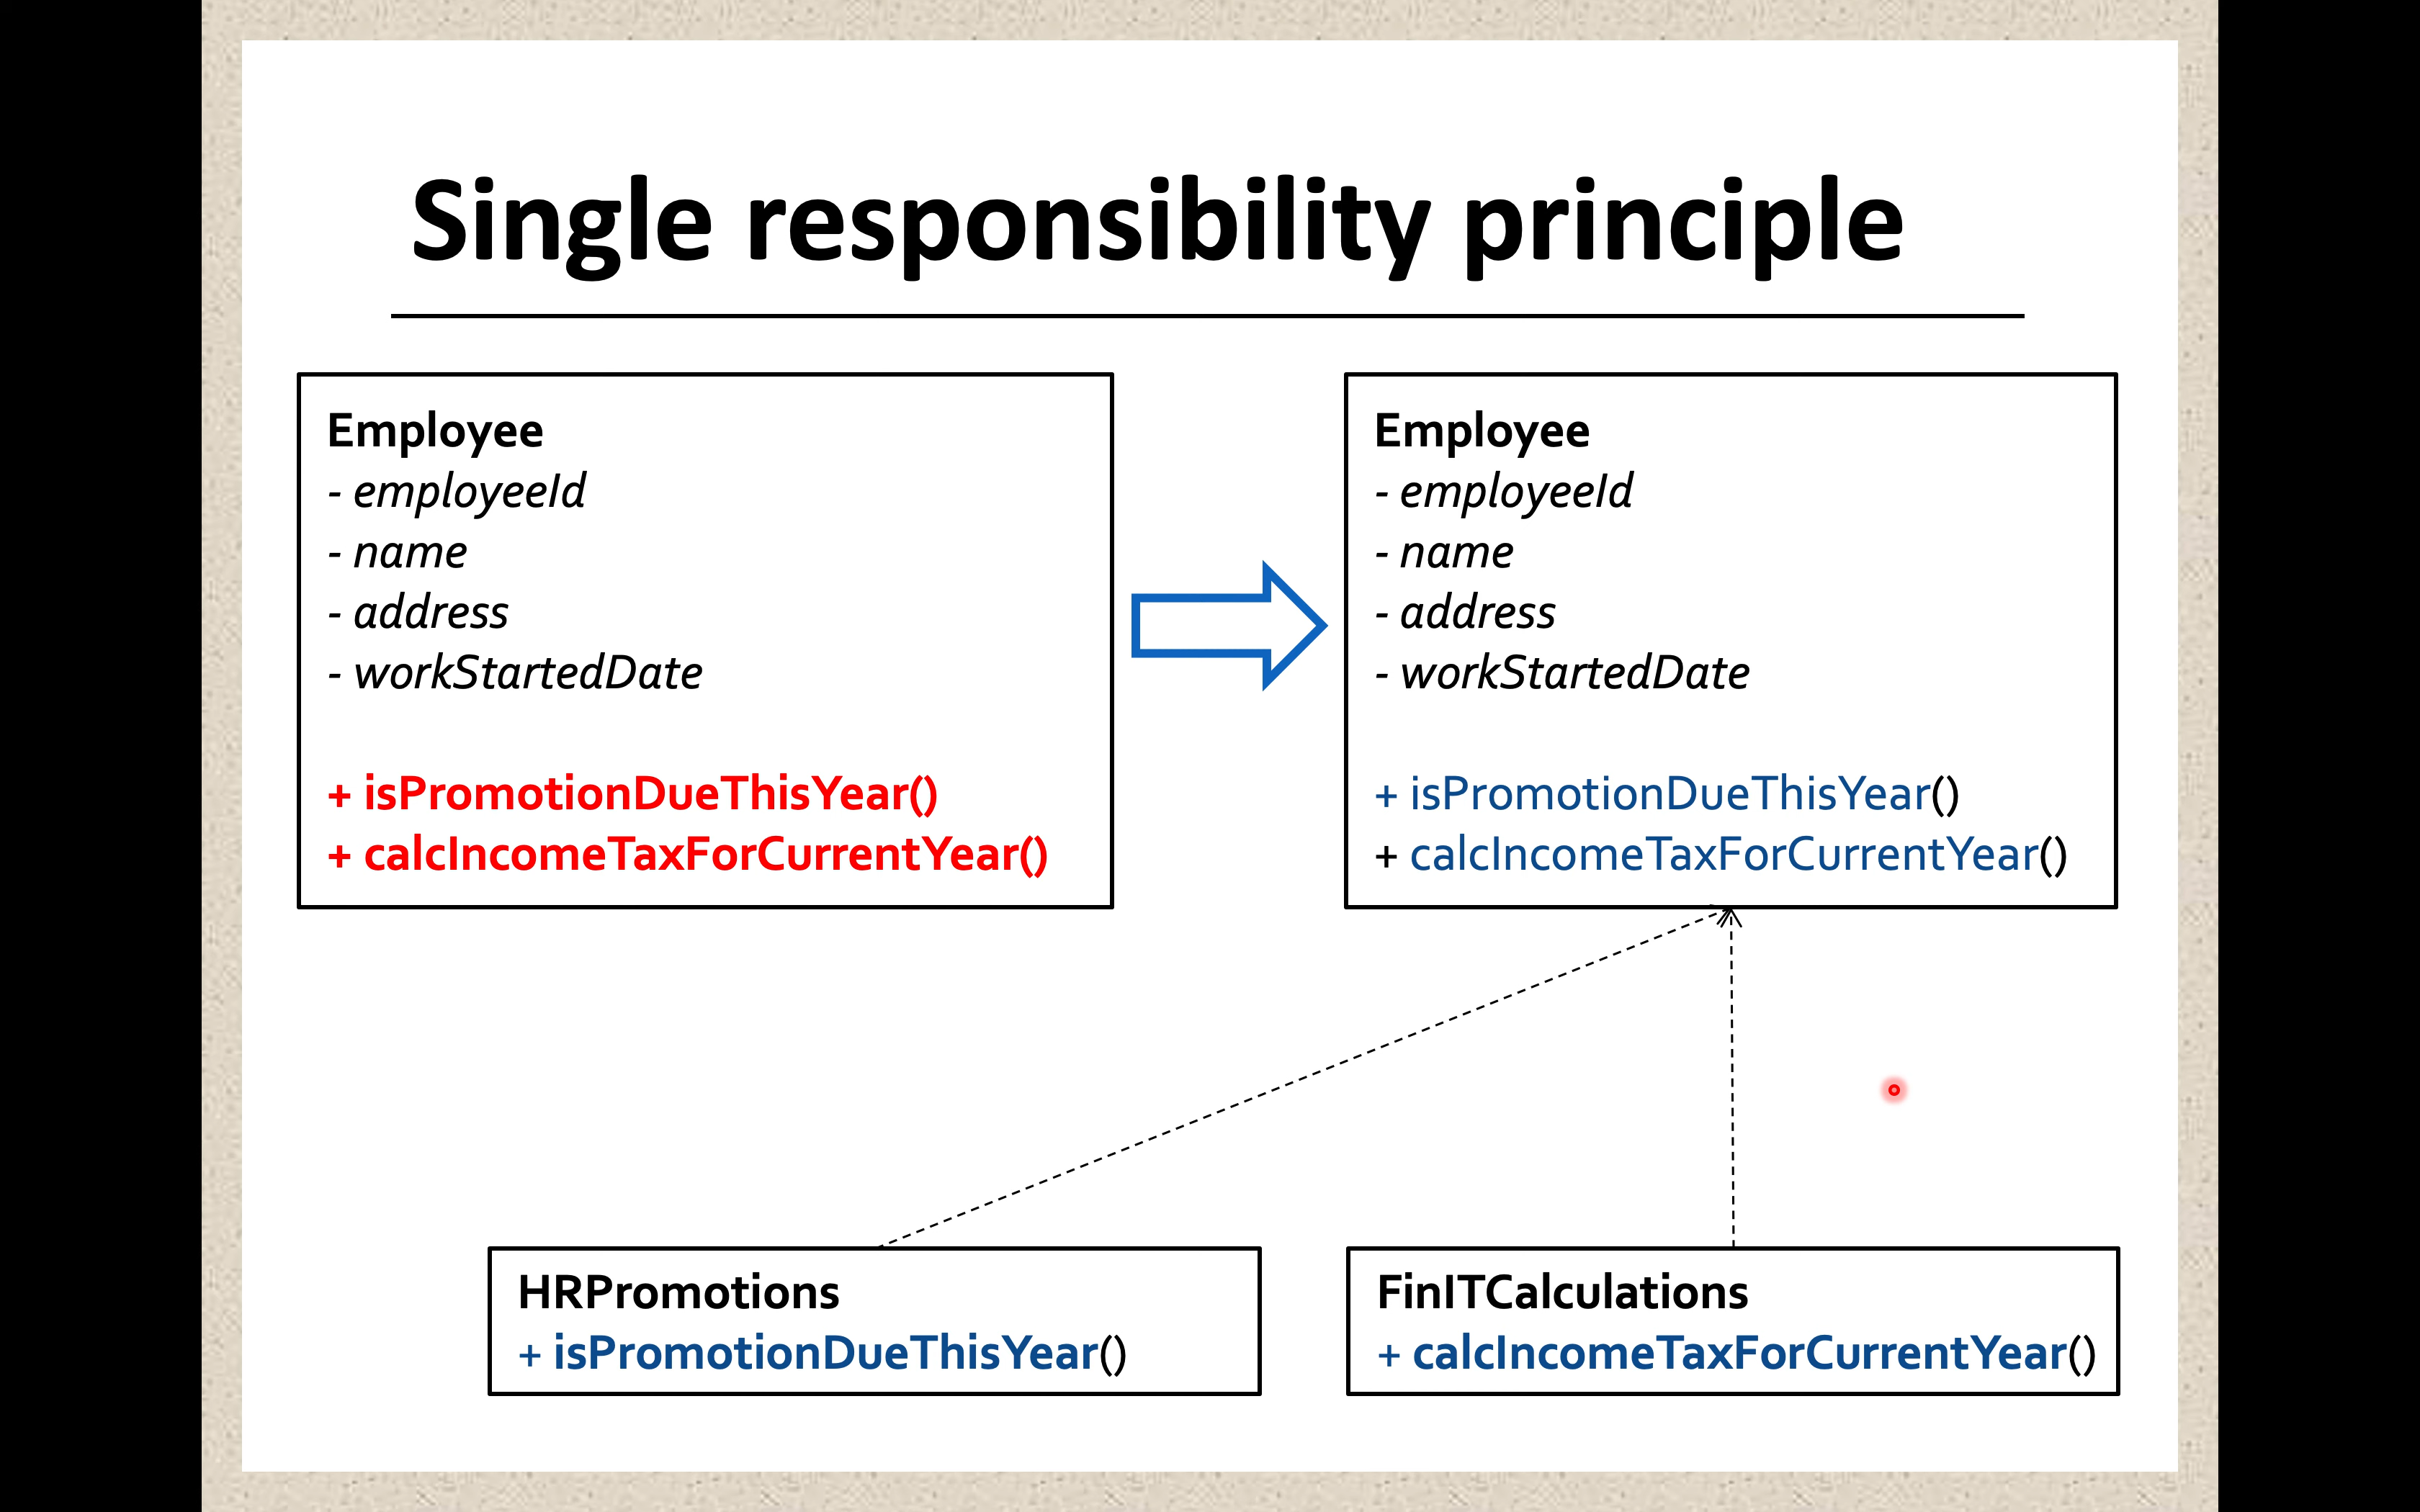 Single responsibility principle
Employee
- employeeId
- name
- address
- workStartedDate
+ isPromotionDueThisYear()
+ calcIncomeTaxForCurrentYear()
Employee
- employeeId
- name
- address
- workStartedDate
+ isPromotionDueThisYear()
+ calcIncomeTaxForCurrentYear()
HRPromotions
+ isPromotionDueThisYear()
FinITCalculations
+ calcIncomeTaxForCurrentYear()